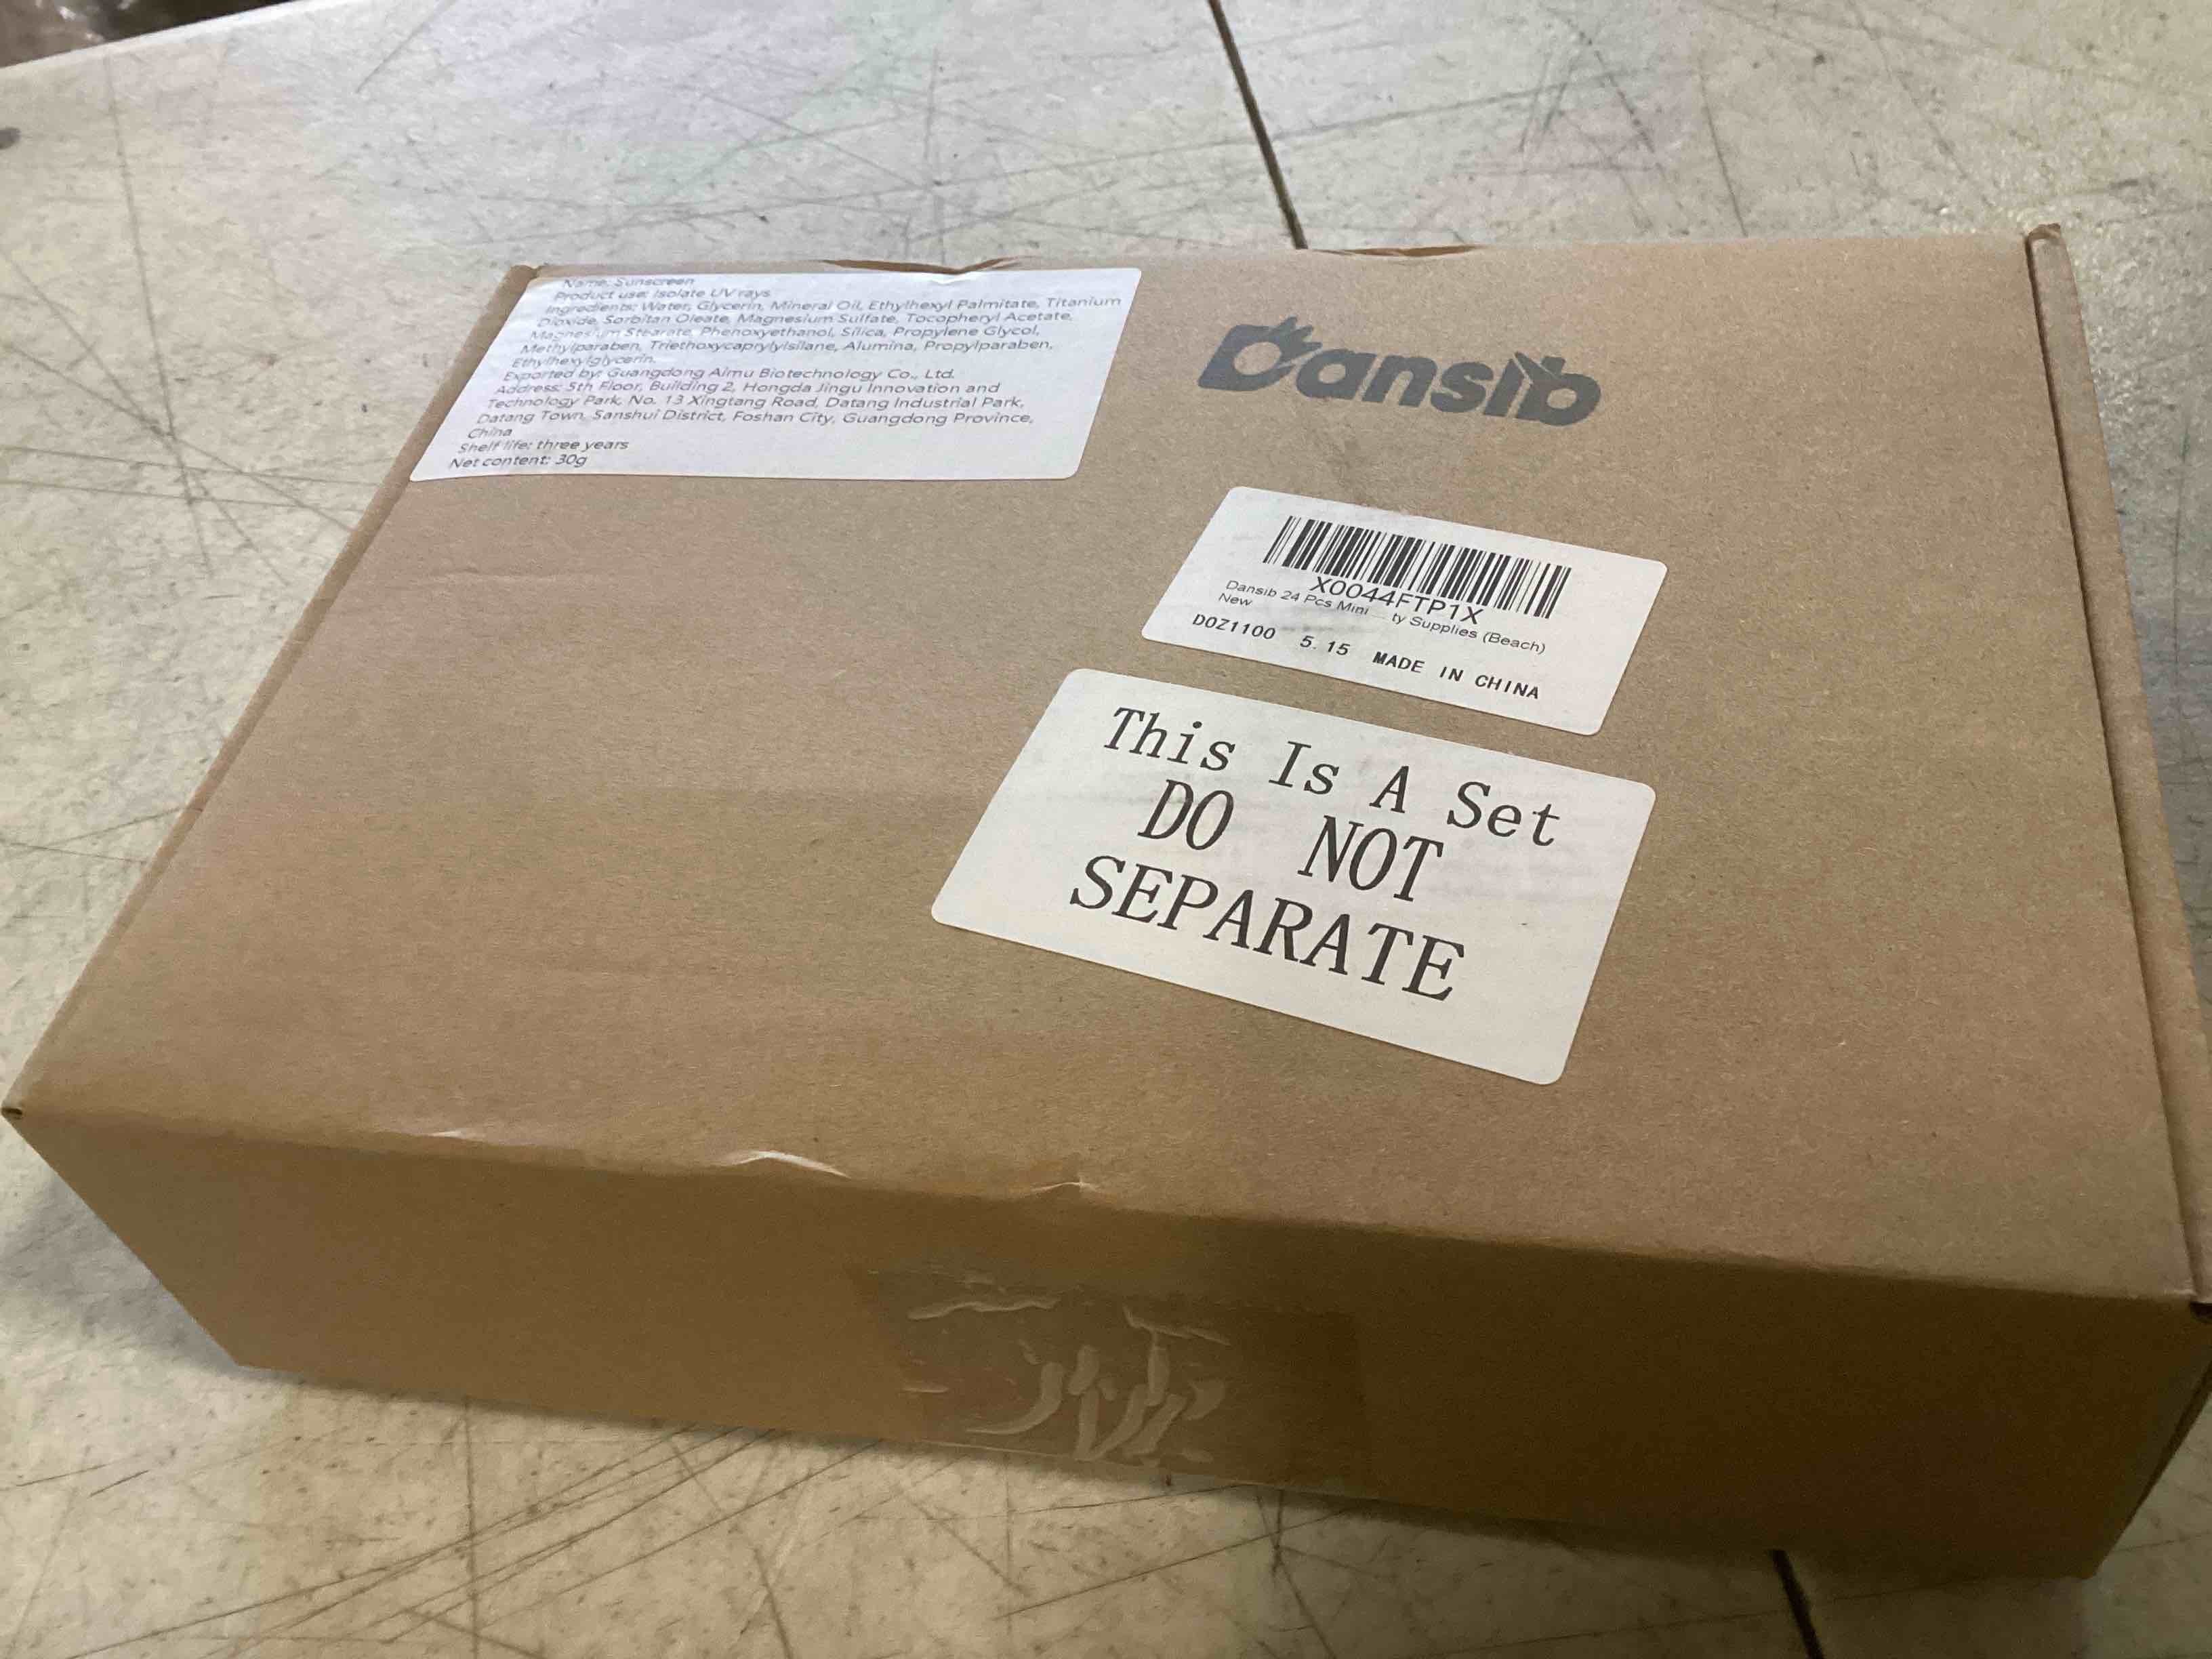 Name: Sunscreen
Product use: Isolate UV rays
Ingredients: Water, Glycerin, Mineral Oil, Ethylhexyl Palmitate, Titanium
Dioxide, Sorbitan Oleate, Magnesium Sulfate, Tocopheryl Acetate,
Magnesium Stearate, Phenoxyethanol, Silica, Propylene Glycol,
Methylparaben, Triethoxycaprylylsilane, Alumina, Propylparaben,
Ethylhexylglycerin.
Exported by: Guangdong Aimu Biotechnology Co., Ltd.
Address: 5th Floor, Building 2, Hongda Jingu Innovation and
Technology Park, No. 13 Xingtang Road, Datang Industrial Park,
Datang Town, Sanshui District, Foshan City, Guangdong Province,
China
Shelf life: three years
Net content: 30g
Dansib
X0044FTP1X
Dansib 24 Pcs Mini ... ty Supplies (Beach)
New
DOZ1100 5.15 MADE IN CHINA
This Is A Set
DO NOT
SEPARATE